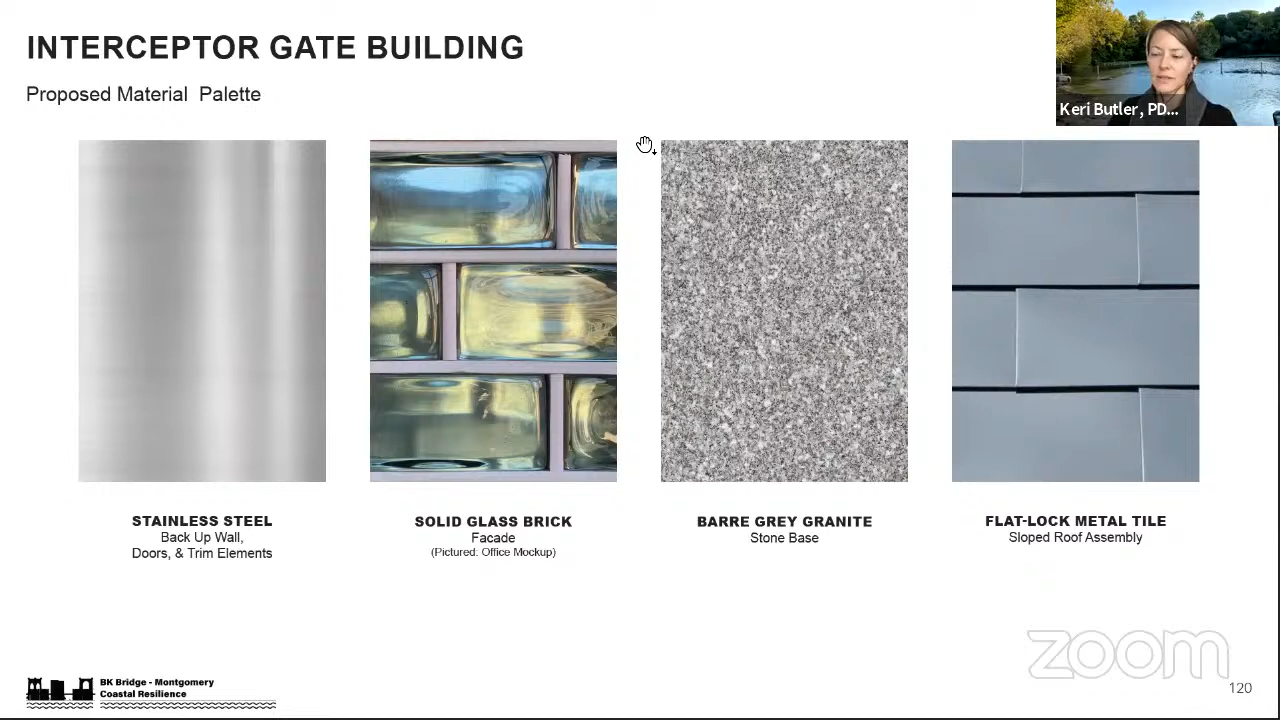 INTERCEPTOR GATE BUILDING
Proposed Material Palette
Keri Butler, PD...
STAINLESS STEEL
Back Up Wall,
Doors, & Trim Elements
SOLID GLASS BRICK
Facade
(Pictured: Office Mockup)
BARRE GREY GRANITE
Stone Base
FLAT-LOCK METAL TILE
Sloped Roof Assembly
zoom
BK Bridge - Montgomery
Coastal Resilience
120